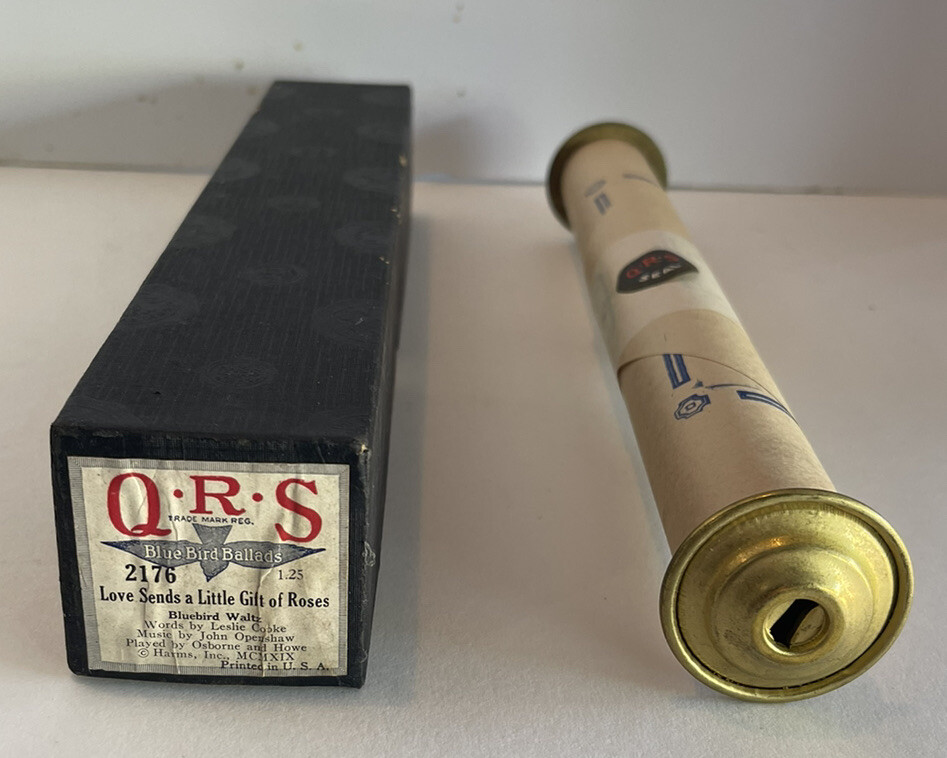 Q·R·S
TRADE MARK REG.
Blue Bird Ballads
2176 1.25
Love Sends a Little Gift of Roses
Bluebird Waltz
Words by Leslie Cooke
Music by John Openshaw
Played by Osborne and Howe
© Harms, Inc., MCMXIX
Printed in U. S. A.
Q·R·S